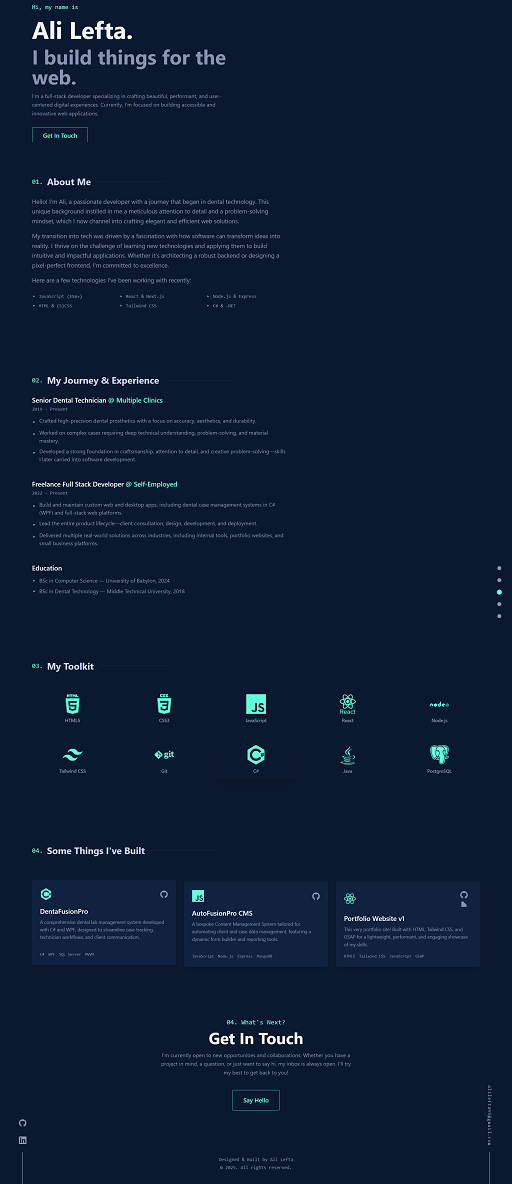 Hi, my name is
Ali Lefta.
I build things for the
web.
I'm a full-stack developer specializing in crafting beautiful, performant, and user-
centered digital experiences. Currently, I'm focused on building accessible and
innovative web applications.
Get In Touch
01. About Me
Hello! I'm Ali, a passionate developer with a journey that began in dental technology. This
unique background instilled in me a meticulous attention to detail and a problem-solving
mindset, which I now channel into crafting elegant and efficient web solutions.
My transition into tech was driven by a fascination with how software can transform ideas into
reality. I thrive on the challenge of learning new technologies and applying them to build
intuitive and impactful applications. Whether it's architecting a robust backend or designing a
pixel-perfect frontend, I'm committed to excellence.
Here are a few technologies I've been working with recently:
JavaScript (ES6+) React & Next.js Node.js & Express
HTML & (S)CSS Tailwind CSS C# & .NET
02. My Journey & Experience
Senior Dental Technician @ Multiple Clinics
2019 - Present
Crafted high-precision dental prosthetics with a focus on accuracy, aesthetics, and durability.
Worked on complex cases requiring deep technical understanding, problem-solving, and material
mastery.
Developed a strong foundation in craftsmanship, attention to detail, and creative problem-solving—skills
I later carried into software development.
Freelance Full Stack Developer @ Self-Employed
2022 - Present
Build and maintain custom web and desktop apps, including dental case management systems in C#
(WPF) and full-stack web platforms.
Lead the entire product lifecycle—client consultation, design, development, and deployment.
Delivered multiple real-world solutions across industries, including internal tools, portfolio websites, and
small business platforms.
Education
BSc in Computer Science — University of Babylon, 2024
BSc in Dental Technology — Middle Technical University, 2018
03. My Toolkit
HTML
CSS
JS
React
node
HTML5 CSS3 JavaScript React Node.js
git
C
Tailwind CSS Git C# Java PostgreSQL
04. Some Things I've Built
C
JS
DentaFusionPro
A comprehensive dental lab management system developed
with C# and WPF, designed to streamline case tracking,
technician workflows, and client communication.
C# WPF SQL Server MVVM
AutoFusionPro CMS
A bespoke Content Management System tailored for
automating client and case data management, featuring a
dynamic form builder and reporting tools.
JavaScript Node.js Express MongoDB
Portfolio Website v1
This very portfolio site! Built with HTML, Tailwind CSS, and
GSAP for a lightweight, performant, and engaging showcase
of my skills.
HTML5 Tailwind CSS JavaScript GSAP
04. What's Next?
Get In Touch
I'm currently open to new opportunities and collaborations. Whether you have a
project in mind, a question, or just want to say hi, my inbox is always open. I'll try
my best to get back to you!
Say Hello
Designed & Built by Ali Lefta
© 2025. All rights reserved.